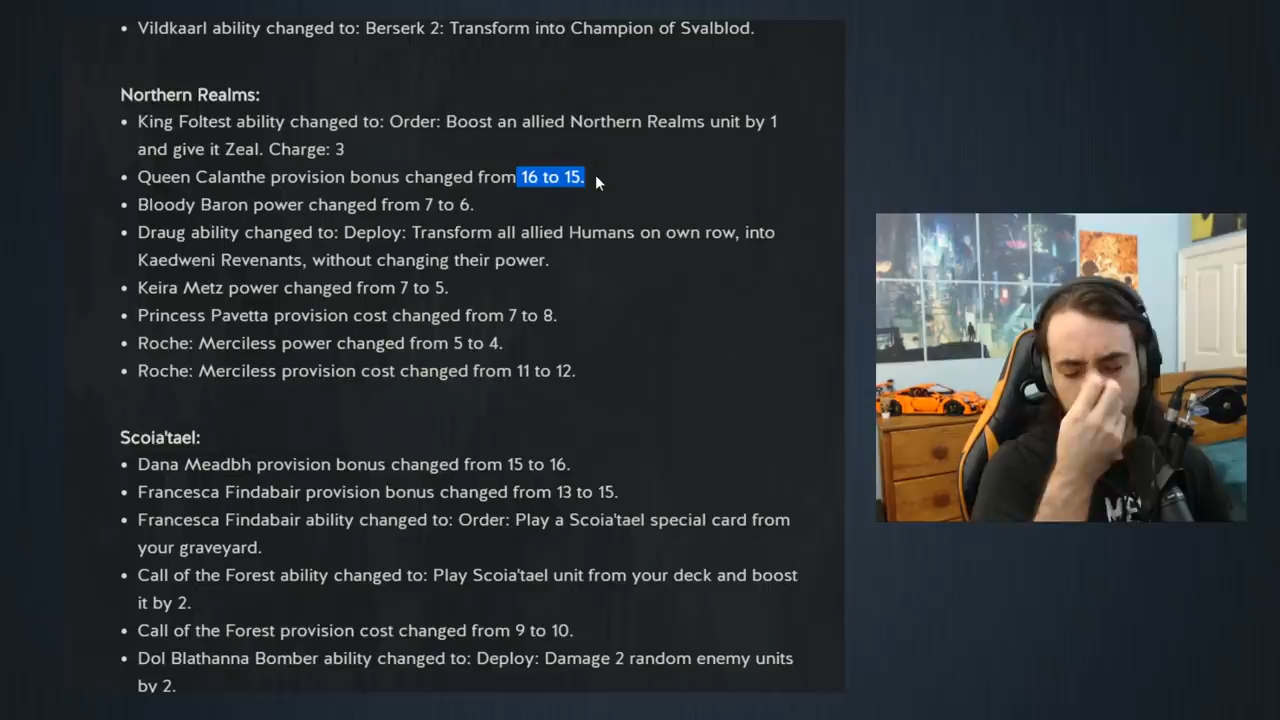 • Vildkaarl ability changed to: Berserk 2: Transform into Champion of Svalblod.
Northern Realms:
• King Foltest ability changed to: Order: Boost an allied Northern Realms unit by 1
and give it Zeal. Charge: 3
• Queen Calanthe provision bonus changed from 16 to 15.
• Bloody Baron power changed from 7 to 6.
• Draug ability changed to: Deploy: Transform all allied Humans on own row, into
Kaedweni Revenants, without changing their power.
• Keira Metz power changed from 7 to 5.
• Princess Pavetta provision cost changed from 7 to 8.
• Roche: Merciless power changed from 5 to 4.
• Roche: Merciless provision cost changed from 11 to 12.
Scoia'tael:
• Dana Meadbh provision bonus changed from 15 to 16.
• Francesca Findabair provision bonus changed from 13 to 15.
• Francesca Findabair ability changed to: Order: Play a Scoia'tael special card from
your graveyard.
• Call of the Forest ability changed to: Play Scoia'tael unit from your deck and boost
it by 2.
• Call of the Forest provision cost changed from 9 to 10.
• Dol Blathanna Bomber ability changed to: Deploy: Damage 2 random enemy units
by 2.